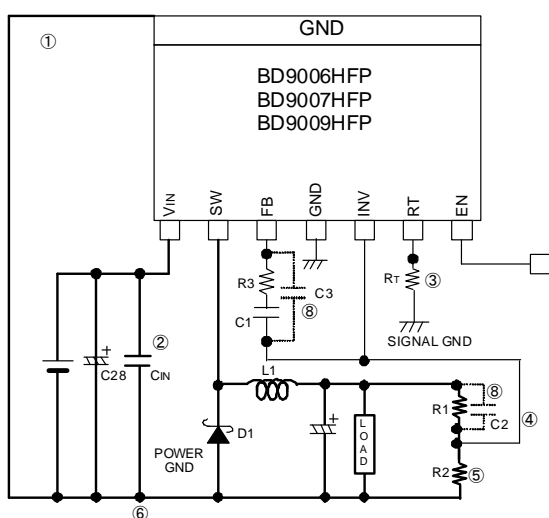 ①
GND
BD9006HFP
BD9007HFP
BD9009HFP
VIN
SW
FB
GND
INV
RT
EN
R3
C3
C1
⑧
RT
③
SIGNAL GND
②
C28
CIN
L1
⑧
R1
C2
④
D1
POWER
GND
LOAD
R2
⑤
⑥